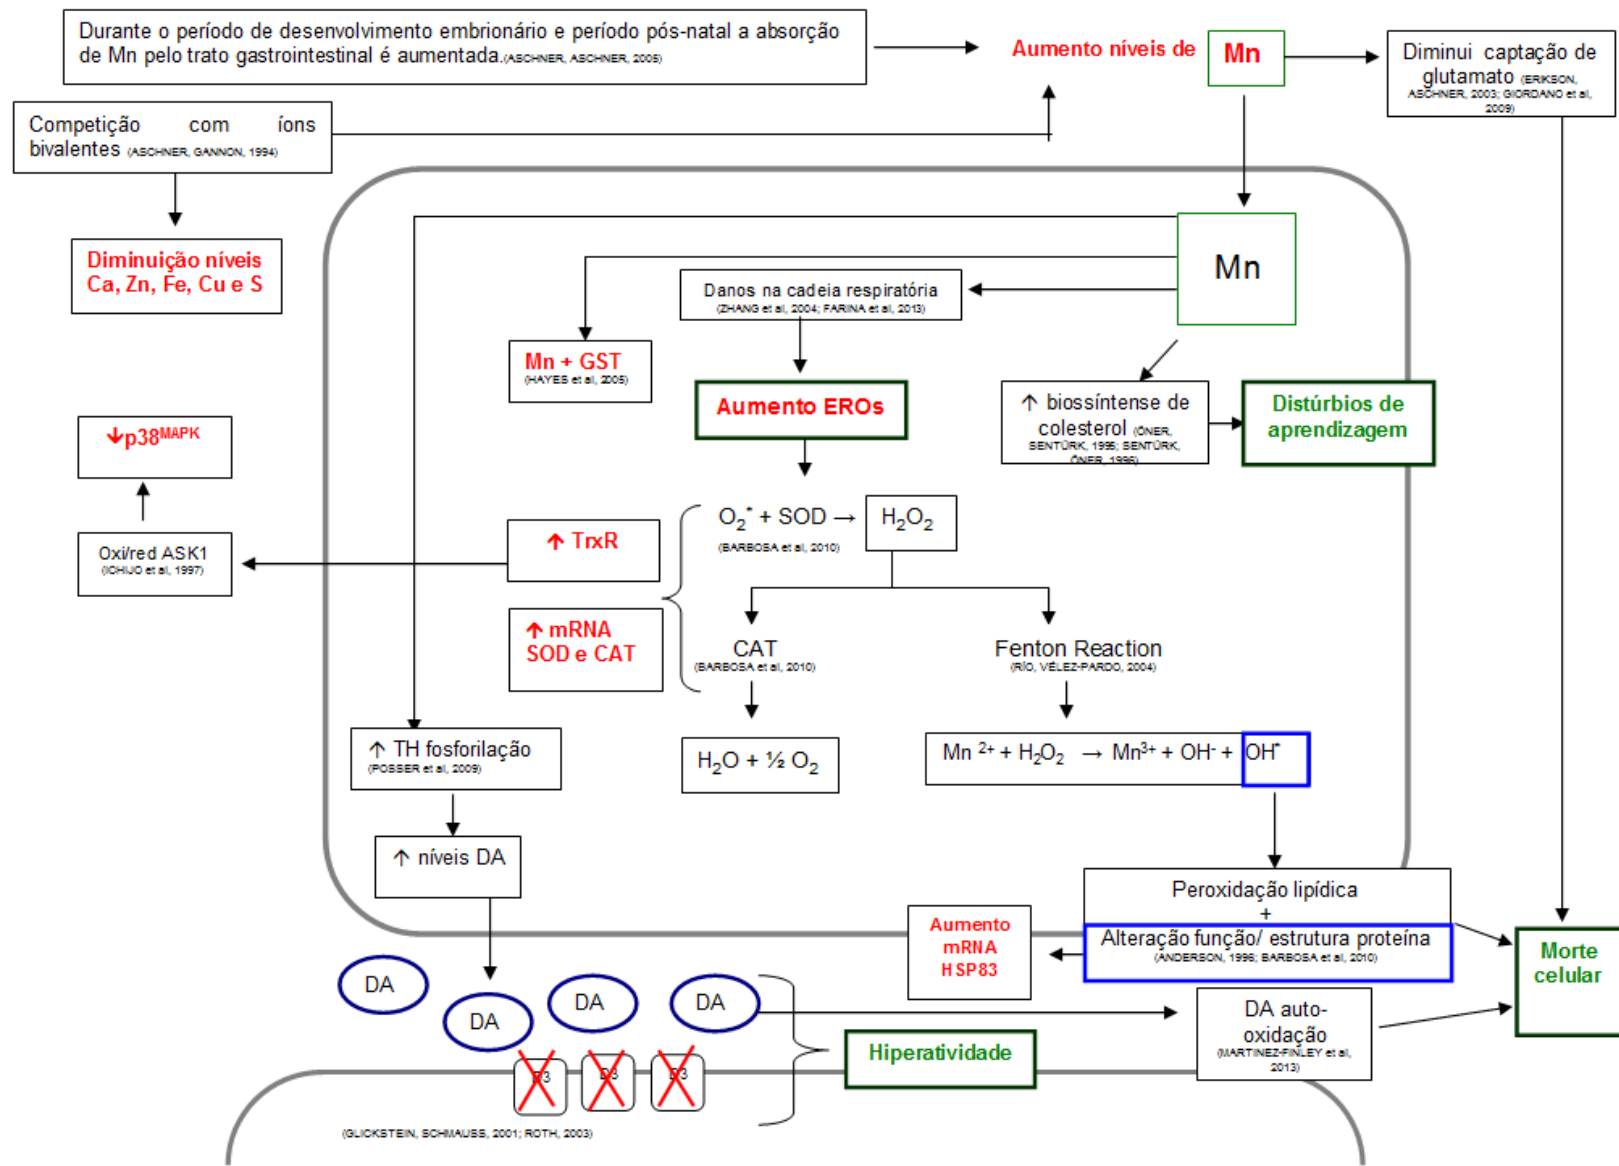 Durante o período de desenvolvimento embrionário e período pós-natal a absorção
de Mn pelo trato gastrointestinal é aumentada.(ASCHNER, ASCHNER, 2005)
Aumento níveis de
Mn
Diminui captação de
glutamato (ERIKSON,
ASCHNER, 2003; GIORDANO et al,
2009)
Competição com íons
bivalentes (ASCHNER, GANNON, 1994)
Diminuição níveis
Ca, Zn, Fe, Cu e S
Mn
Danos na cadeia respiratória
(ZHANG et al, 2004; FARINA et al, 2013)
Mn + GST
(HAYES et al, 2005)
Aumento EROs
↑ biossíntense de
colesterol (ÖNER,
SENTÜRK, 1995; SENTÜRK,
ÖNER, 1996)
Distúrbios de
aprendizagem
↓p38MAPK
O2* + SOD → H2O2
(BARBOSA et al, 2010)
Oxi/red ASK1
(ICHIJO et al, 1997)
↑ TrxR
↑ mRNA
SOD e CAT
CAT
(BARBOSA et al, 2010)
Fenton Reaction
(RÍO, VÉLEZ-PARDO, 2004)
↑ TH fosforilação
(POSSER et al, 2009)
H2O + ½ O2
Mn 2+ + H2O2 → Mn3+ + OH- + OH*
↑ níveis DA
Peroxidação lipídica
+
Alteração função/ estrutura proteína
(ANDERSON, 1996; BARBOSA et al, 2010)
Aumento
mRNA
HSP83
Morte
celular
DA
DA
DA
DA
DA auto-
oxidação
(MARTINEZ-FINLEY et al,
2013)
Hiperatividade
D3
D3
D3
(GLICKSTEIN, SCHMAUSS, 2001; ROTH, 2003)